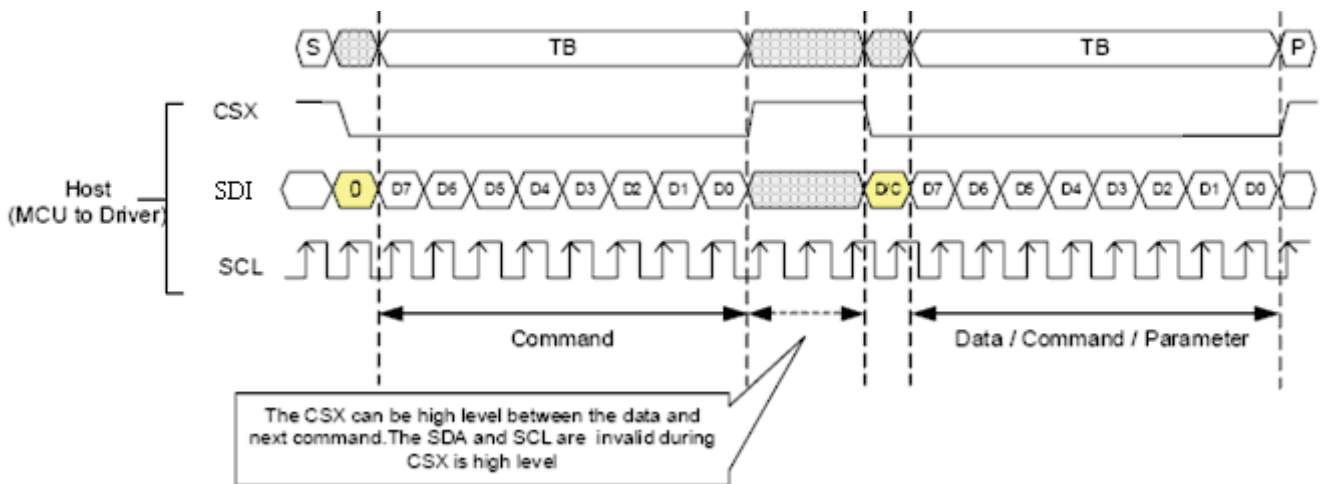 S TB TB P
CSX
Host
(MCU to Driver)
SDI 0 D7 D6 D5 D4 D3 D2 D1 D0 D/C D7 D6 D5 D4 D3 D2 D1 D0
SCL
Command Data / Command / Parameter
The CSX can be high level between the data and
next command.The SDA and SCL are invalid during
CSX is high level